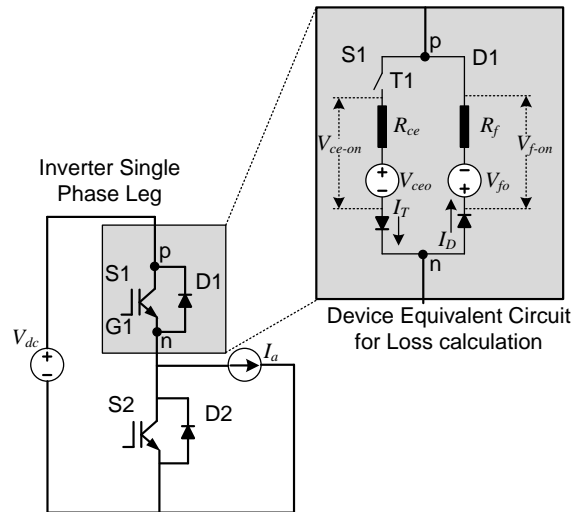 p
S1
D1
T1
R_ce
R_f
V_ce-on
V_f-on
V_ceo
V_fo
I_T
I_D
n
Device Equivalent Circuit
for Loss calculation
Inverter Single
Phase Leg
p
S1
D1
G1
n
V_dc
I_a
S2
D2